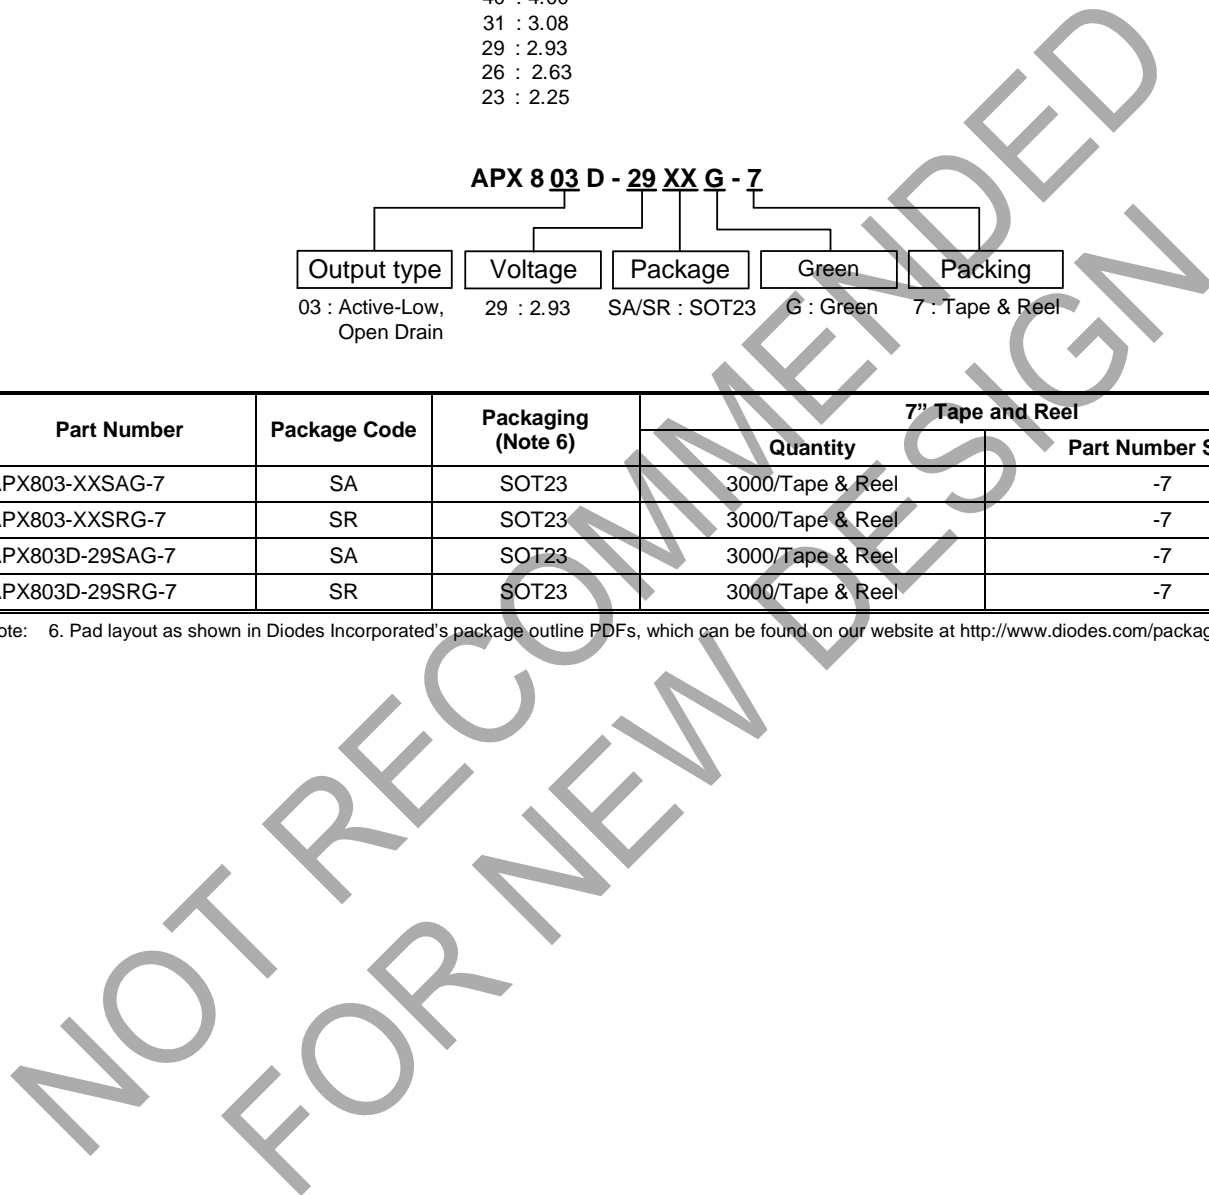 31 : 3.08
29 : 2.93
26 : 2.63
23 : 2.25
APX 8 03 D - 29 XX G - 7
Output type Voltage Package Green Packing
03 : Active-Low, 29 : 2.93 SA/SR : SOT23 G : Green 7 : Tape & Reel
Open Drain
Part Number Package Code Packaging (Note 6) 7” Tape and Reel
Quantity Part Number S
PX803-XXSAG-7 SA SOT23 3000/Tape & Reel -7
PX803-XXSRG-7 SR SOT23 3000/Tape & Reel -7
PX803D-29SAG-7 SA SOT23 3000/Tape & Reel -7
PX803D-29SRG-7 SR SOT23 3000/Tape & Reel -7
ote: 6. Pad layout as shown in Diodes Incorporated’s package outline PDFs, which can be found on our website at http://www.diodes.com/packag
NOT RECOMMENDED
FOR NEW DESIGN